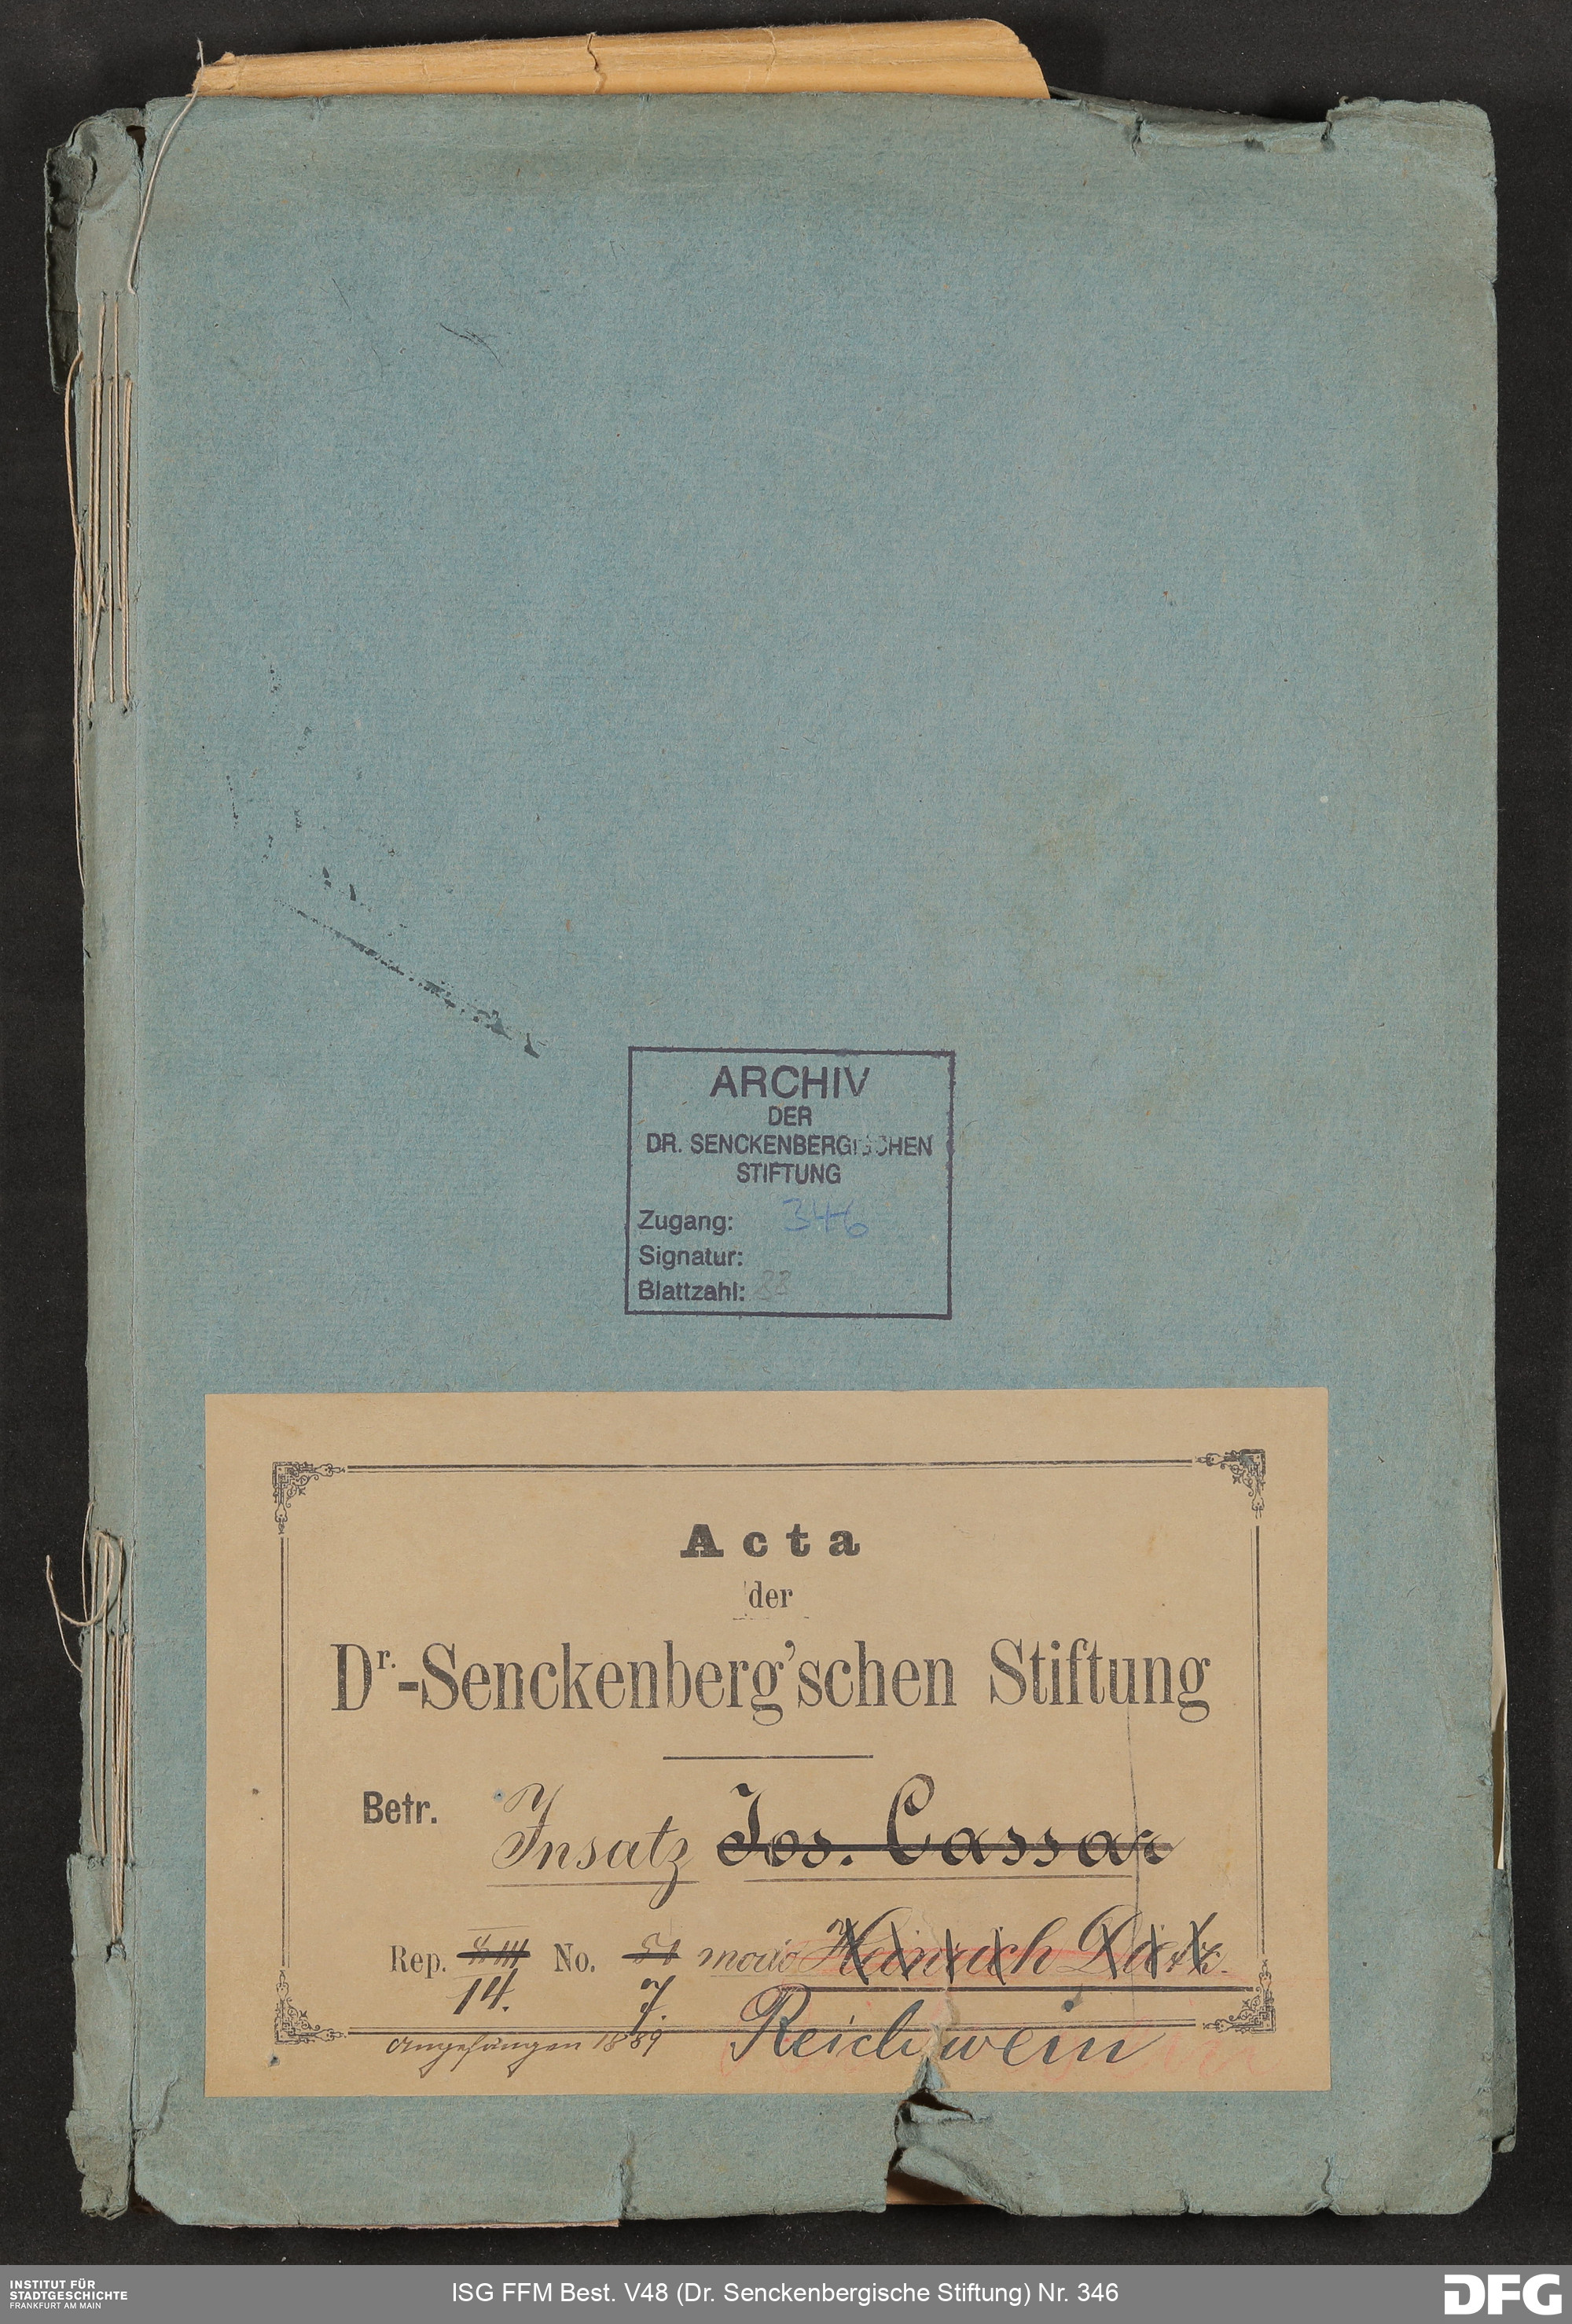 ARCHIV
DER
DR. SENCKENBERGISCHEN
STIFTUNG
Zugang: 346
Signatur:
Blattzahl: 88
Acta
der
Dr.-Senckenberg'schen Stiftung
Betr. Insatz Jos. Cassar
Rep. No. 51 modo Heinrich
14. 7. Reichwein
Angefangen 1889
INSTITUT FÜR
STADTGESCHICHTE
FRANKFURT AM MAIN
ISG FFM Best. V48 (Dr. Senckenbergische Stiftung) Nr. 346
DFG